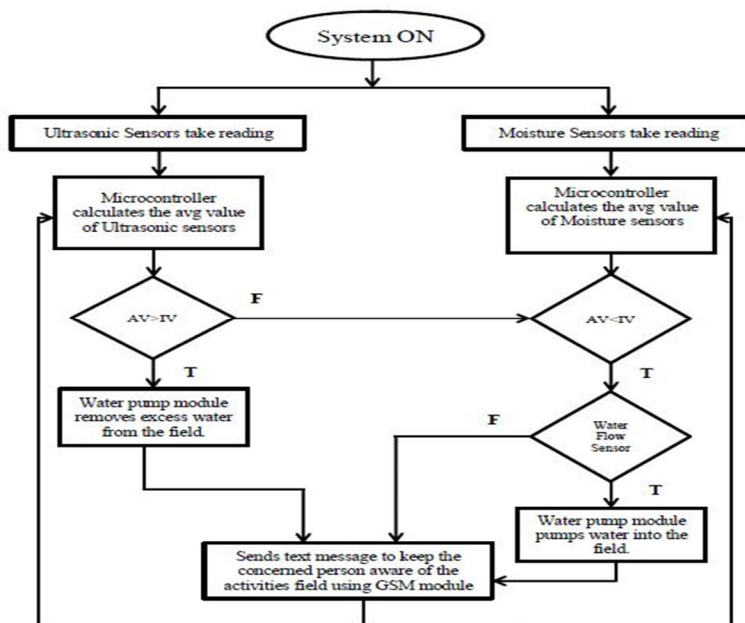 System ON
Ultrasonic Sensors take reading
Moisture Sensors take reading
Microcontroller
calculates the avg value
of Ultrasonic sensors
Microcontroller
calculates the avg value
of Moisture sensors
AV>IV
F
AV<IV
T
T
Water pump module
removes excess water
from the field.
F
Water
Flow
Sensor
T
Water pump module
pumps water into the
field.
Sends text message to keep the
concerned person aware of the
activities field using GSM module